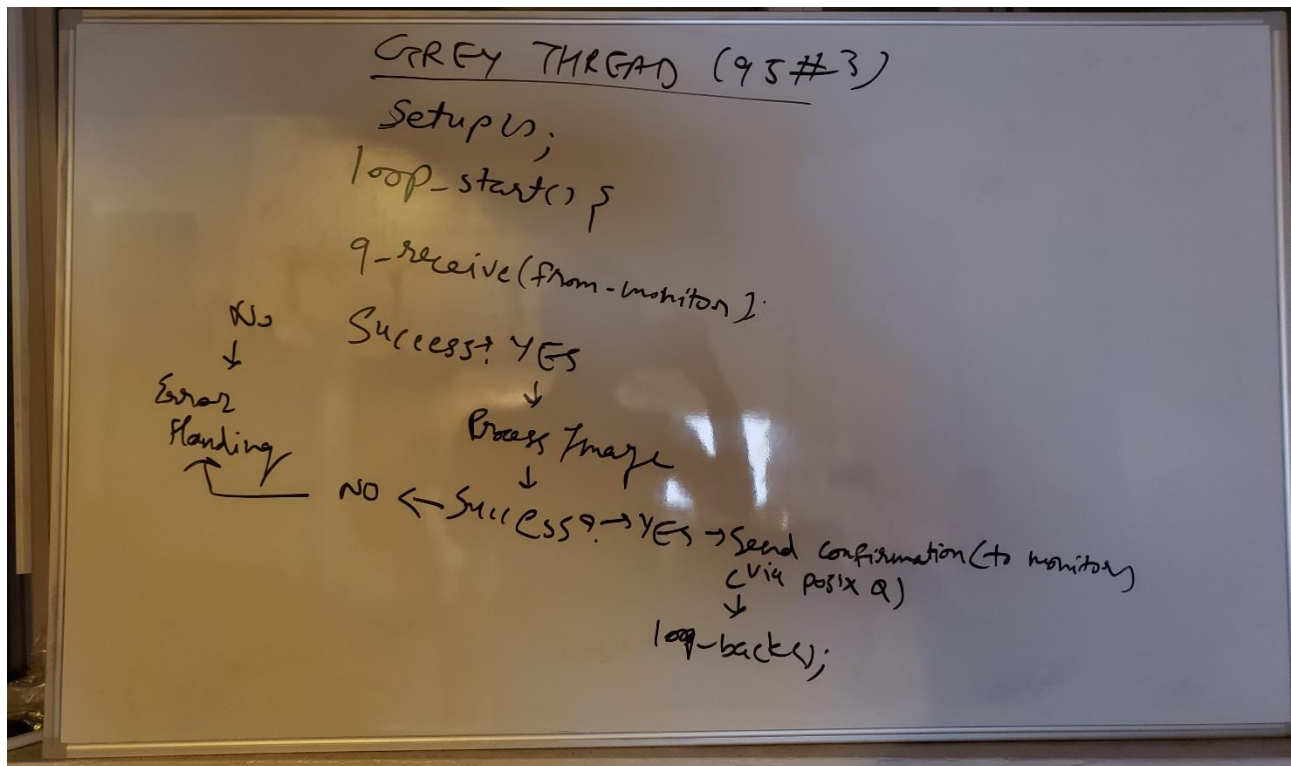 GREY THREAD (95#3)
Setup();
loop_start() {
q_receive(from-monitor);
No
Success? YES
Error
Handing
Process Image
NO ← Success? → YES → Send confirmation (to monitor)
(via posix Q)
loop-back();